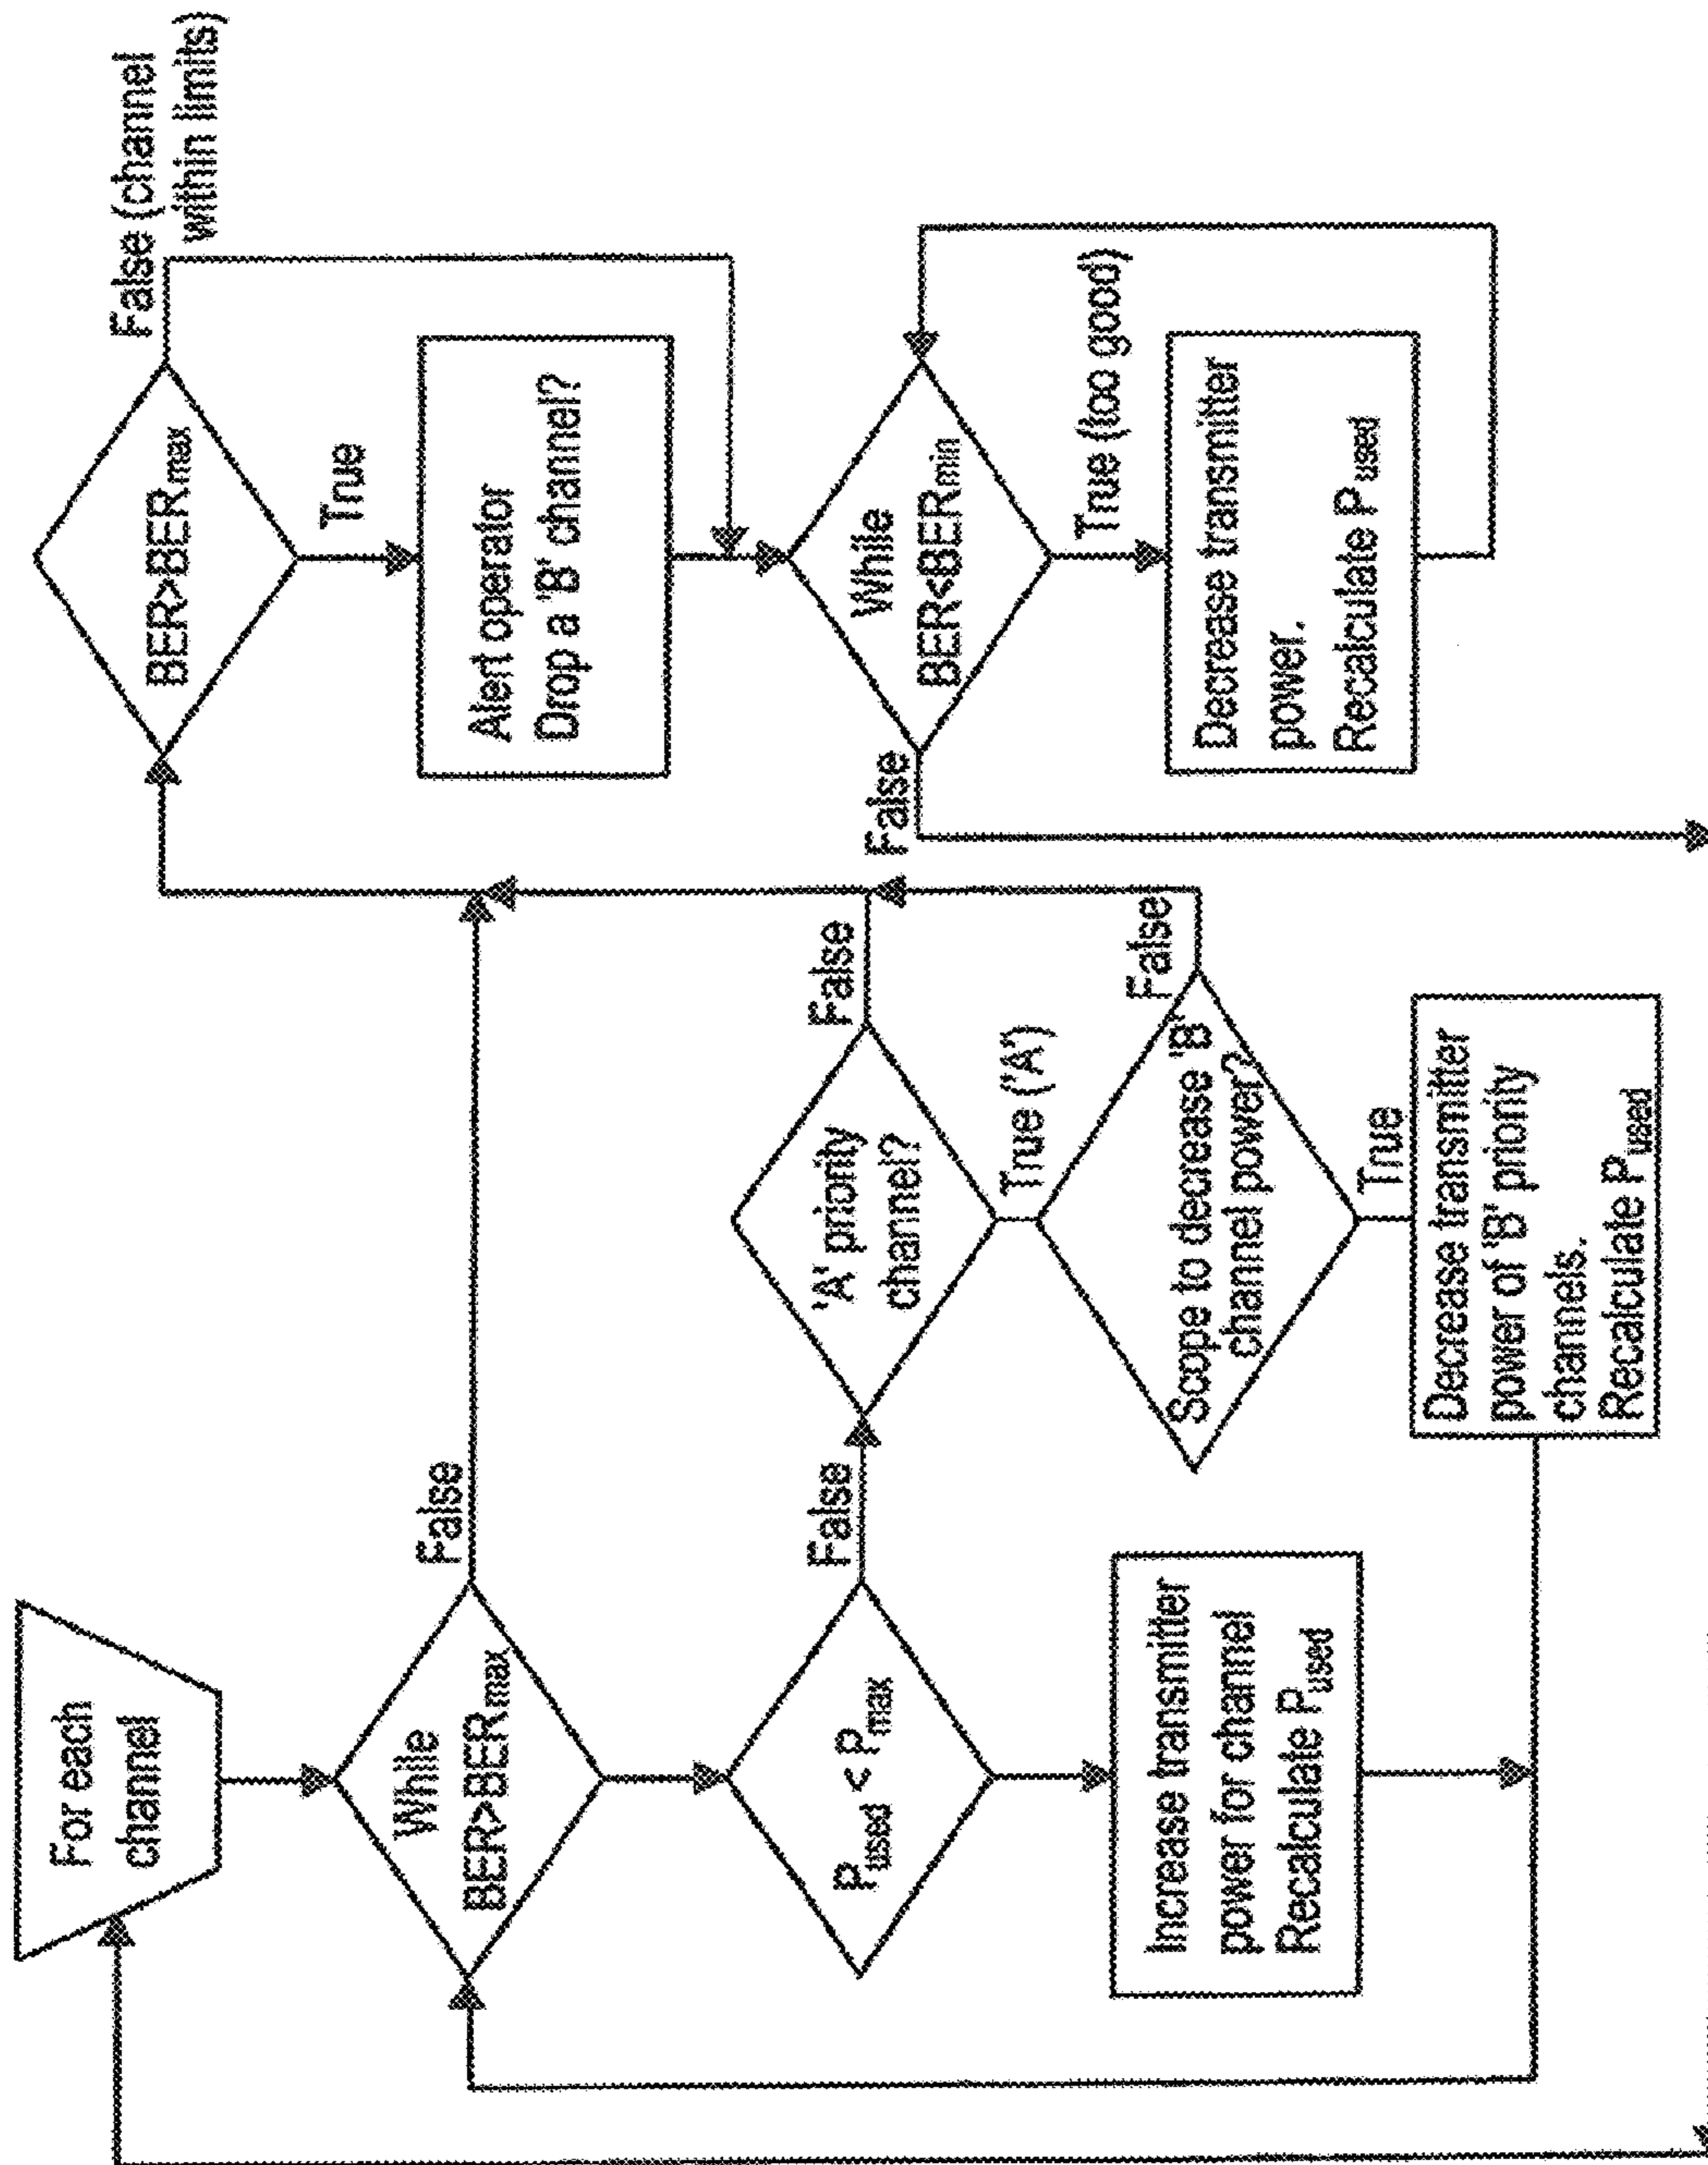 For each
channel
While
BER>BERmax
False
Pused < Pmax
False
Increase transmitter
power for channel
Recalculate Pused
'A' priority
channel?
False
True ('A')
Scope to decrease 'B'
channel power?
False
True
Decrease transmitter
power of 'B' priority
channels.
Recalculate Pused
BER>BERmax
False (channel
within limits)
True
Alert operator
Drop a 'B' channel?
While
BER<BERmin
False
True (too good)
Decrease transmitter
power.
Recalculate Pused